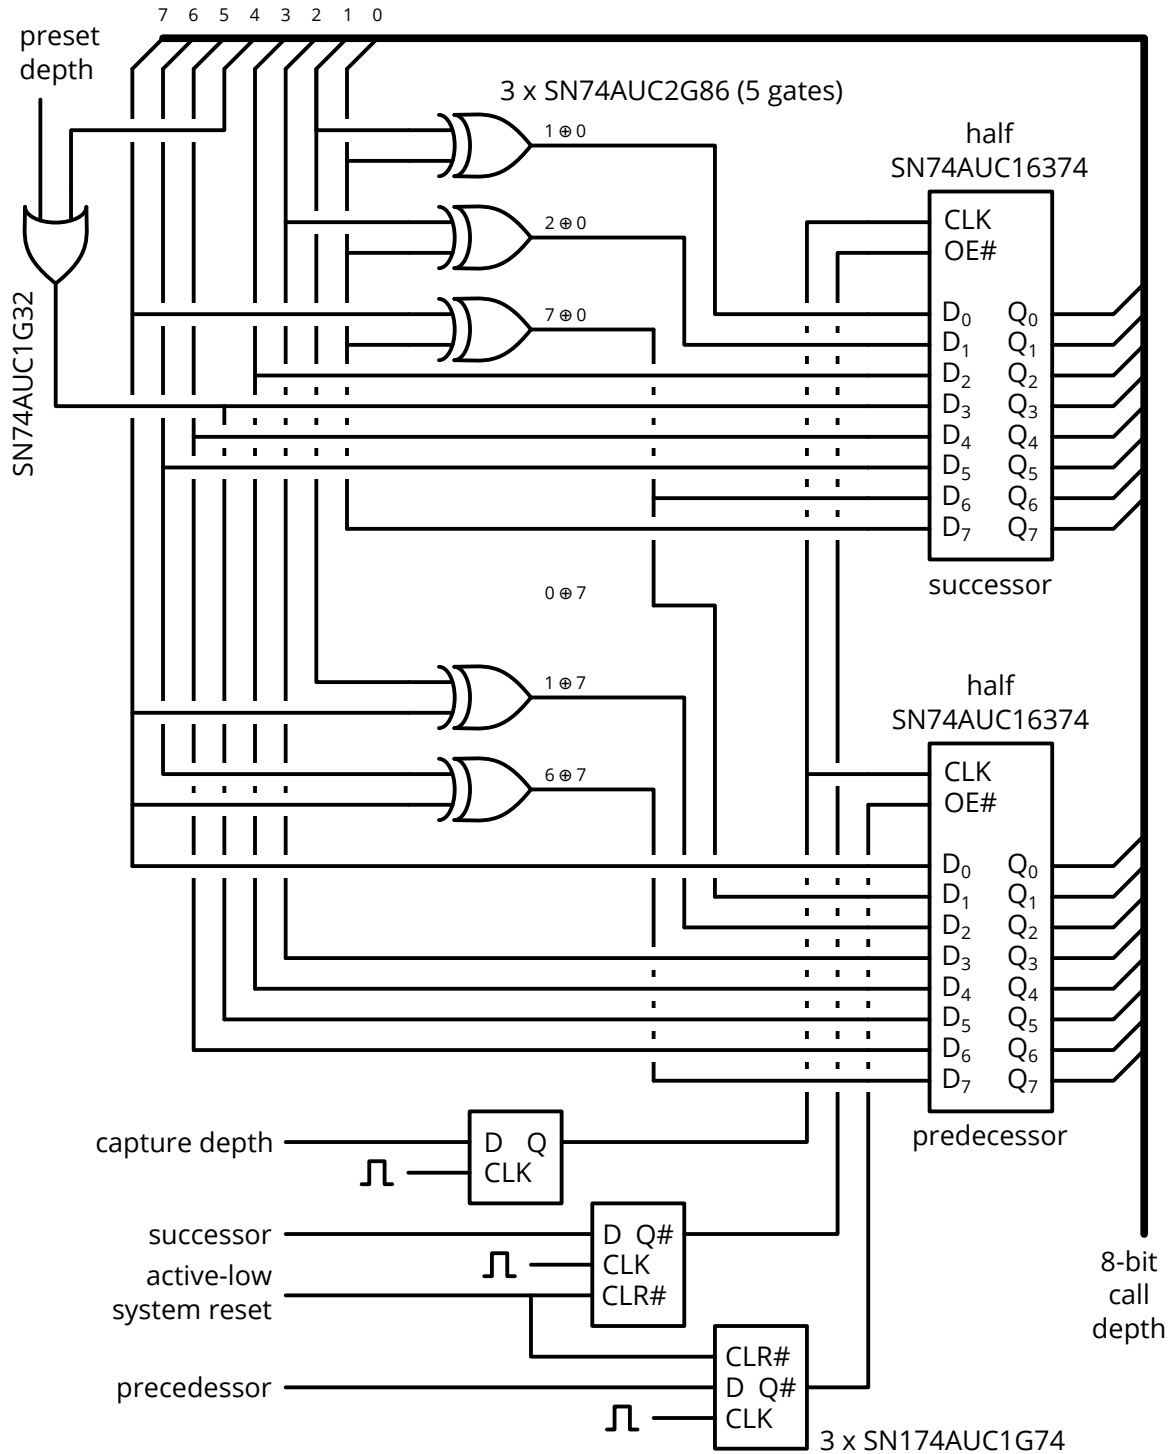 7 6 5 4 3 2 1 0
preset
depth
3 x SN74AUC2G86 (5 gates)
1 ⊕ 0
half
SN74AUC16374
2 ⊕ 0
CLK
OE#
SN74AUC1G32
7 ⊕ 0
D0 Q0
D1 Q1
D2 Q2
D3 Q3
D4 Q4
D5 Q5
D6 Q6
D7 Q7
successor
0 ⊕ 7
1 ⊕ 7
half
SN74AUC16374
6 ⊕ 7
CLK
OE#
D0 Q0
D1 Q1
D2 Q2
D3 Q3
D4 Q4
D5 Q5
D6 Q6
D7 Q7
predecessor
capture depth
D Q
CLK
successor
D Q#
CLK
active-low
system reset
CLR#
8-bit
call
depth
CLR#
precedessor
D Q#
CLK
3 x SN174AUC1G74